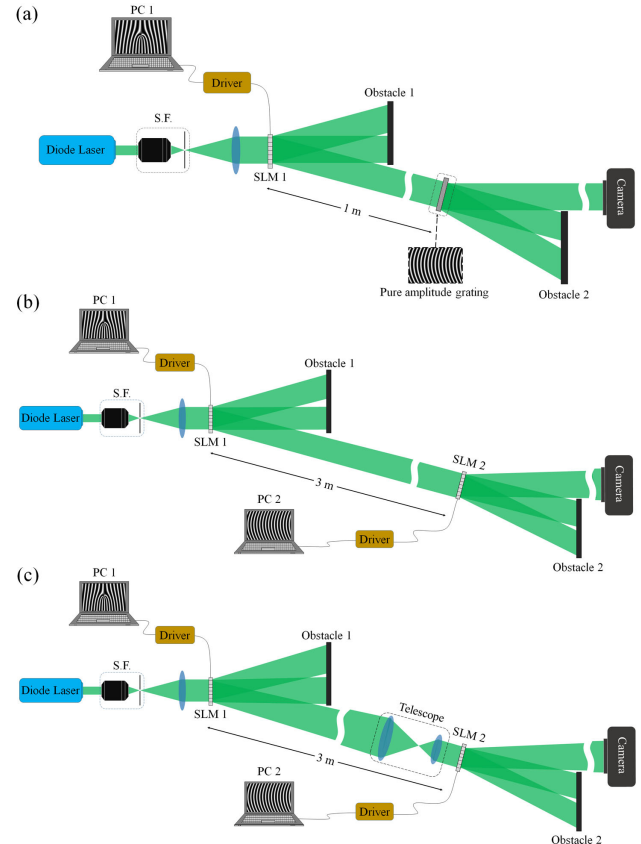 (a)
PC 1
Driver
S.F.
Obstacle 1
Diode Laser
SLM 1
Camera
1 m
Pure amplitude grating
Obstacle 2
(b)
PC 1
Driver
Obstacle 1
S.F.
Diode Laser
SLM 1
SLM 2
Camera
3 m
PC 2
Driver
Obstacle 2
(c)
PC 1
Driver
Obstacle 1
S.F.
Diode Laser
SLM 1
Telescope
SLM 2
Camera
3 m
PC 2
Driver
Obstacle 2